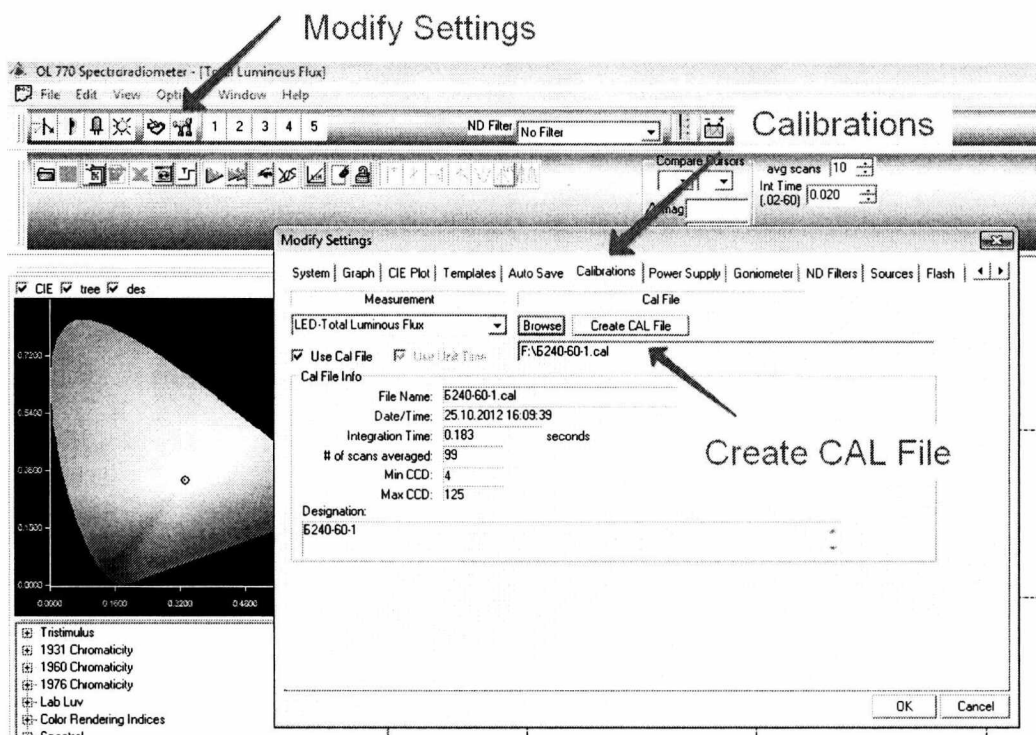 Modify Settings
OL 770 Spectroradiometer - [Total Luminous Flux]
File Edit View Window Help
1 2 3 4 5
ND Filter No Filter
Calibrations
Compare Cursors
avg scans 10
Int Time
[.02-60] 0.020
mag
Modify Settings
System Graph CIE Plot Templates Auto Save Calibrations Power Supply Goniometer ND Filters Sources Flash
CIE tree des
Measurement Cal File
LED-Total Luminous Flux Browse Create CAL File
Use Cal File Use Unit Time F:\Б240-60-1.cal
Cal File Info
File Name: Б240-60-1.cal
Date/Time: 25.10.2012 16:09:39
Integration Time: 0.183 seconds
# of scans averaged: 99
Min CCD: 4
Max CCD: 125
Create CAL File
Designation:
Б240-60-1
0.7200
0.5400
0.3600
0.1800
0.0000
0.0000 0.1600 0.3200 0.4800
Tristimulus
1931 Chromaticity
1960 Chromaticity
1976 Chromaticity
Lab Luv
Color Rendering Indices
Spectral
OK Cancel